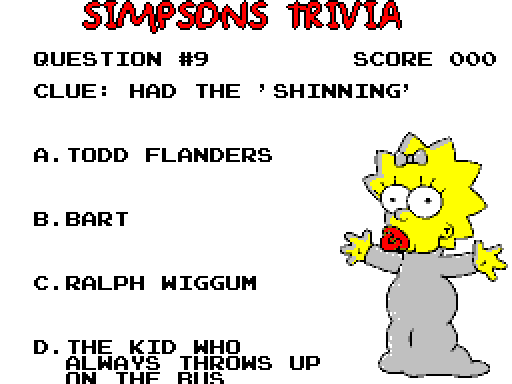 SIMPSONS TRIVIA
QUESTION #9 SCORE 000
CLUE: HAD THE 'SHINNING'
A.TODD FLANDERS
B.BART
C.RALPH WIGGUM
D.THE KID WHO
ALWAYS THROWS UP
ON THE BUS